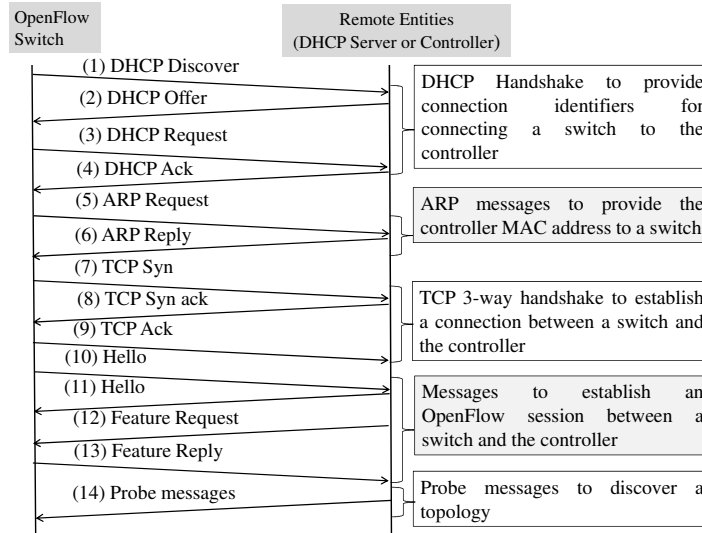 OpenFlow
Switch
Remote Entities
(DHCP Server or Controller)
(1) DHCP Discover
(2) DHCP Offer
(3) DHCP Request
(4) DHCP Ack
(5) ARP Request
(6) ARP Reply
(7) TCP Syn
(8) TCP Syn ack
(9) TCP Ack
(10) Hello
(11) Hello
(12) Feature Request
(13) Feature Reply
(14) Probe messages
DHCP Handshake to provide
connection identifiers for
connecting a switch to the
controller
ARP messages to provide the
controller MAC address to a switch
TCP 3-way handshake to establish
a connection between a switch and
the controller
Messages to establish an
OpenFlow session between a
switch and the controller
Probe messages to discover a
topology